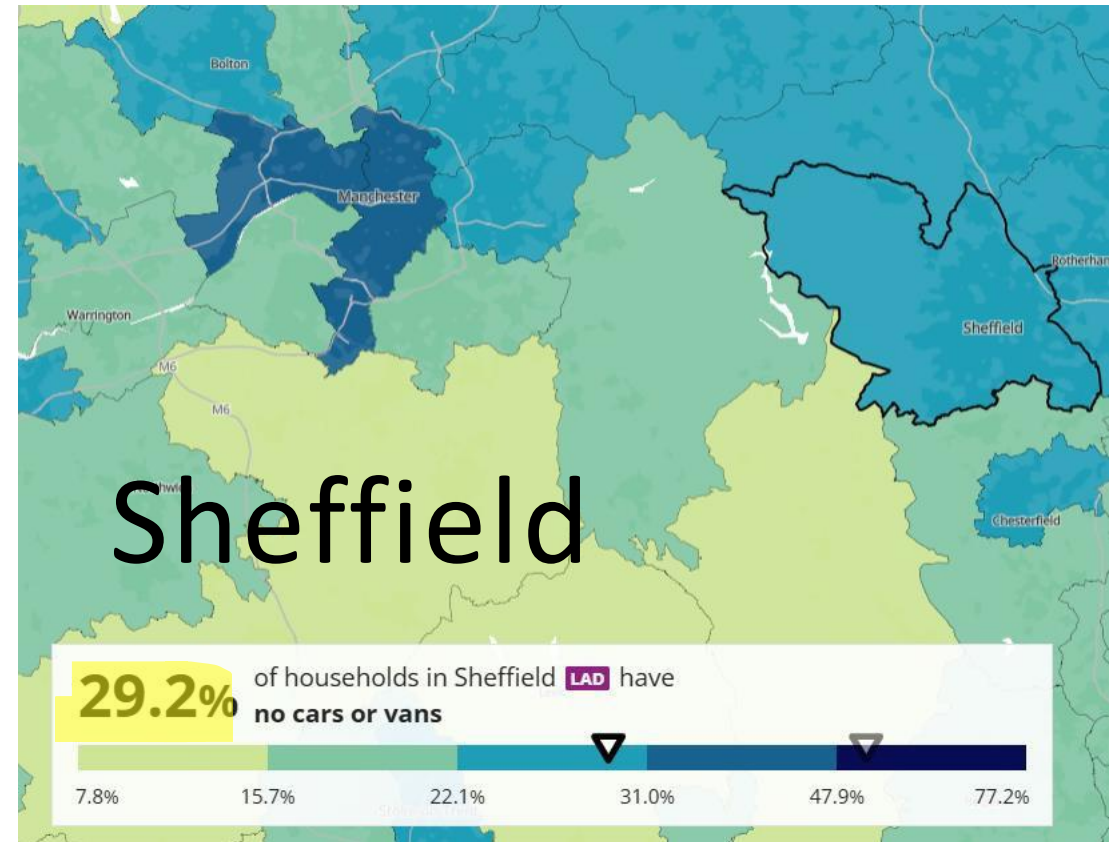 Bolton
Manchester
Rotherham
Warrington
Sheffield
M6
M6
Sheffield
Chesterfield
29.2% of households in Sheffield LAD have
no cars or vans
7.8% 15.7% 22.1% 31.0% 47.9% 77.2%